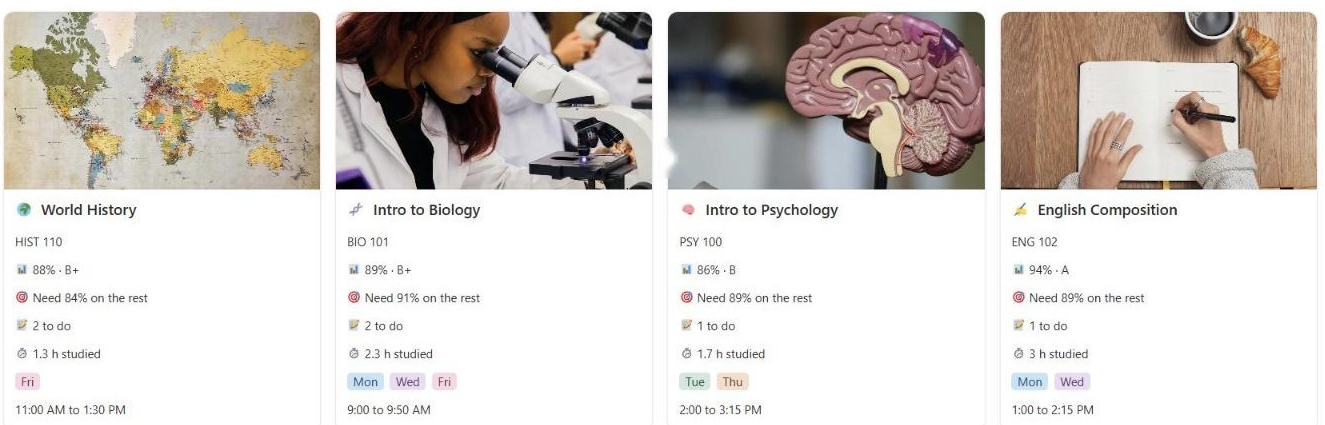 World History
HIST 110
88% · B+
Need 84% on the rest
2 to do
1.3 h studied
Fri
11:00 AM to 1:30 PM
Intro to Biology
BIO 101
89% · B+
Need 91% on the rest
2 to do
2.3 h studied
Mon Wed Fri
9:00 to 9:50 AM
Intro to Psychology
PSY 100
86% · B
Need 89% on the rest
1 to do
1.7 h studied
Tue Thu
2:00 to 3:15 PM
English Composition
ENG 102
94% · A
Need 89% on the rest
1 to do
3 h studied
Mon Wed
1:00 to 2:15 PM